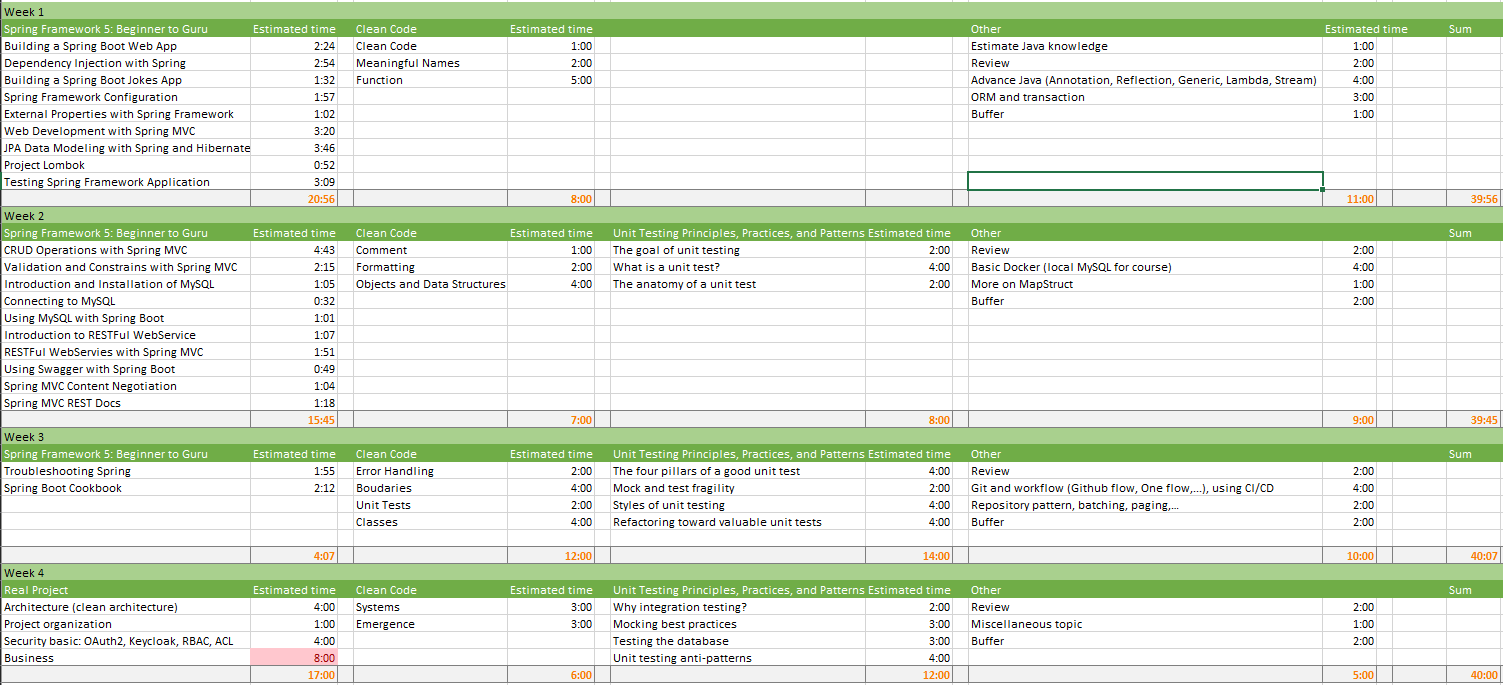 Week 1
Spring Framework 5: Beginner to Guru Estimated time Clean Code Estimated time Other Estimated time Sum
Building a Spring Boot Web App 2:24 Clean Code 1:00 Estimate Java knowledge 1:00
Dependency Injection with Spring 2:54 Meaningful Names 2:00 Review 2:00
Building a Spring Boot Jokes App 1:32 Function 5:00 Advance Java (Annotation, Reflection, Generic, Lambda, Stream) 4:00
Spring Framework Configuration 1:57 ORM and transaction 3:00
External Properties with Spring Framework 1:02 Buffer 1:00
Web Development with Spring MVC 3:20
JPA Data Modeling with Spring and Hibernate 3:46
Project Lombok 0:52
Testing Spring Framework Application 3:09
20:56 8:00 11:00 39:56
Week 2
Spring Framework 5: Beginner to Guru Estimated time Clean Code Estimated time Unit Testing Principles, Practices, and Patterns Estimated time Other Sum
CRUD Operations with Spring MVC 4:43 Comment 1:00 The goal of unit testing 2:00 Review 2:00
Validation and Constrains with Spring MVC 2:15 Formatting 2:00 What is a unit test? 4:00 Basic Docker (local MySQL for course) 4:00
Introduction and Installation of MySQL 1:05 Objects and Data Structures 4:00 The anatomy of a unit test 2:00 More on MapStruct 1:00
Connecting to MySQL 0:32 Buffer 2:00
Using MySQL with Spring Boot 1:01
Introduction to RESTFul WebService 1:07
RESTFul WebServies with Spring MVC 1:51
Using Swagger with Spring Boot 0:49
Spring MVC Content Negotiation 1:04
Spring MVC REST Docs 1:18
15:45 7:00 8:00 9:00 39:45
Week 3
Spring Framework 5: Beginner to Guru Estimated time Clean Code Estimated time Unit Testing Principles, Practices, and Patterns Estimated time Other Sum
Troubleshooting Spring 1:55 Error Handling 2:00 The four pillars of a good unit test 4:00 Review 2:00
Spring Boot Cookbook 2:12 Boudaries 4:00 Mock and test fragility 2:00 Git and workflow (Github flow, One flow,...), using CI/CD 4:00
Unit Tests 2:00 Styles of unit testing 4:00 Repository pattern, batching, paging,... 2:00
Classes 4:00 Refactoring toward valuable unit tests 4:00 Buffer 2:00
4:07 12:00 14:00 10:00 40:07
Week 4
Real Project Estimated time Clean Code Estimated time Unit Testing Principles, Practices, and Patterns Estimated time Other Sum
Architecture (clean architecture) 4:00 Systems 3:00 Why integration testing? 2:00 Review 2:00
Project organization 1:00 Emergence 3:00 Mocking best practices 3:00 Miscellaneous topic 1:00
Security basic: OAuth2, Keycloak, RBAC, ACL 4:00 Testing the database 3:00 Buffer 2:00
Business 8:00 Unit testing anti-patterns 4:00
17:00 6:00 12:00 5:00 40:00